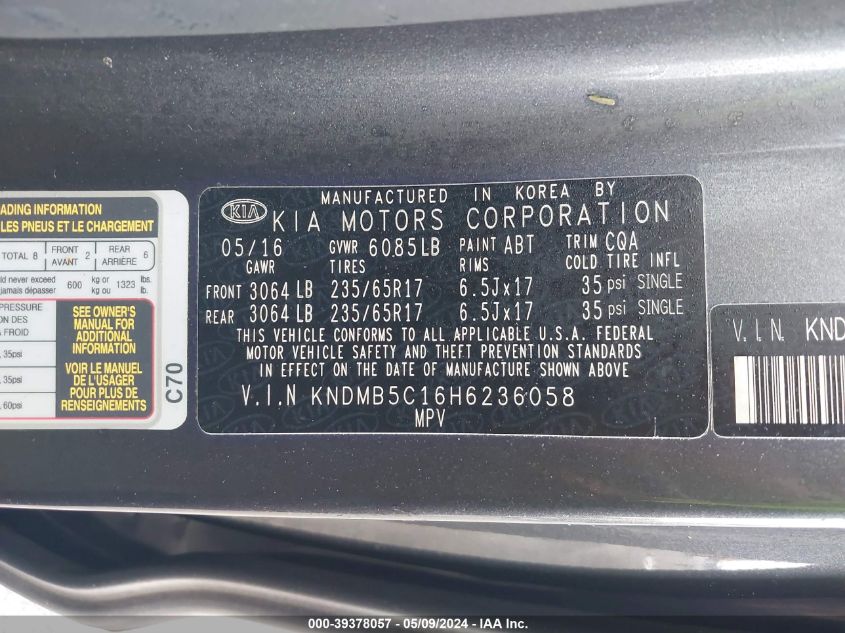 ADING INFORMATION
LES PNEUS ET LE CHARGEMENT
TOTAL 8 FRONT AVANT 2 REAR ARRIÈRE 6
ld never exceed
jamais dépasser 600 kg or kg ou 1323 lbs. lb.
PRESSURE
ON DES
A FROID
, 35psi
, 35psi
, 60psi
SEE OWNER'S
MANUAL FOR
ADDITIONAL
INFORMATION
VOIR LE MANUEL
DE L'USAGER
POUR PLUS DE
RENSEIGNEMENTS
C70
KIA
MANUFACTURED IN KOREA BY
KIA MOTORS CORPORATION
05/16 GVWR 6085LB PAINT ABT TRIM CQA
GAWR TIRES RIMS COLD TIRE INFL
FRONT 3064 LB 235/65R17 6.5Jx17 35 psi SINGLE
REAR 3064 LB 235/65R17 6.5Jx17 35 psi SINGLE
THIS VEHICLE CONFORMS TO ALL APPLICABLE U.S.A. FEDERAL
MOTOR VEHICLE SAFETY AND THEFT PREVENTION STANDARDS
IN EFFECT ON THE DATE OF MANUFACTURE SHOWN ABOVE
V.I.N KNDMB5C16H6236058
MPV
V.I.N. KND
000-39378057 - 05/09/2024 - IAA Inc.